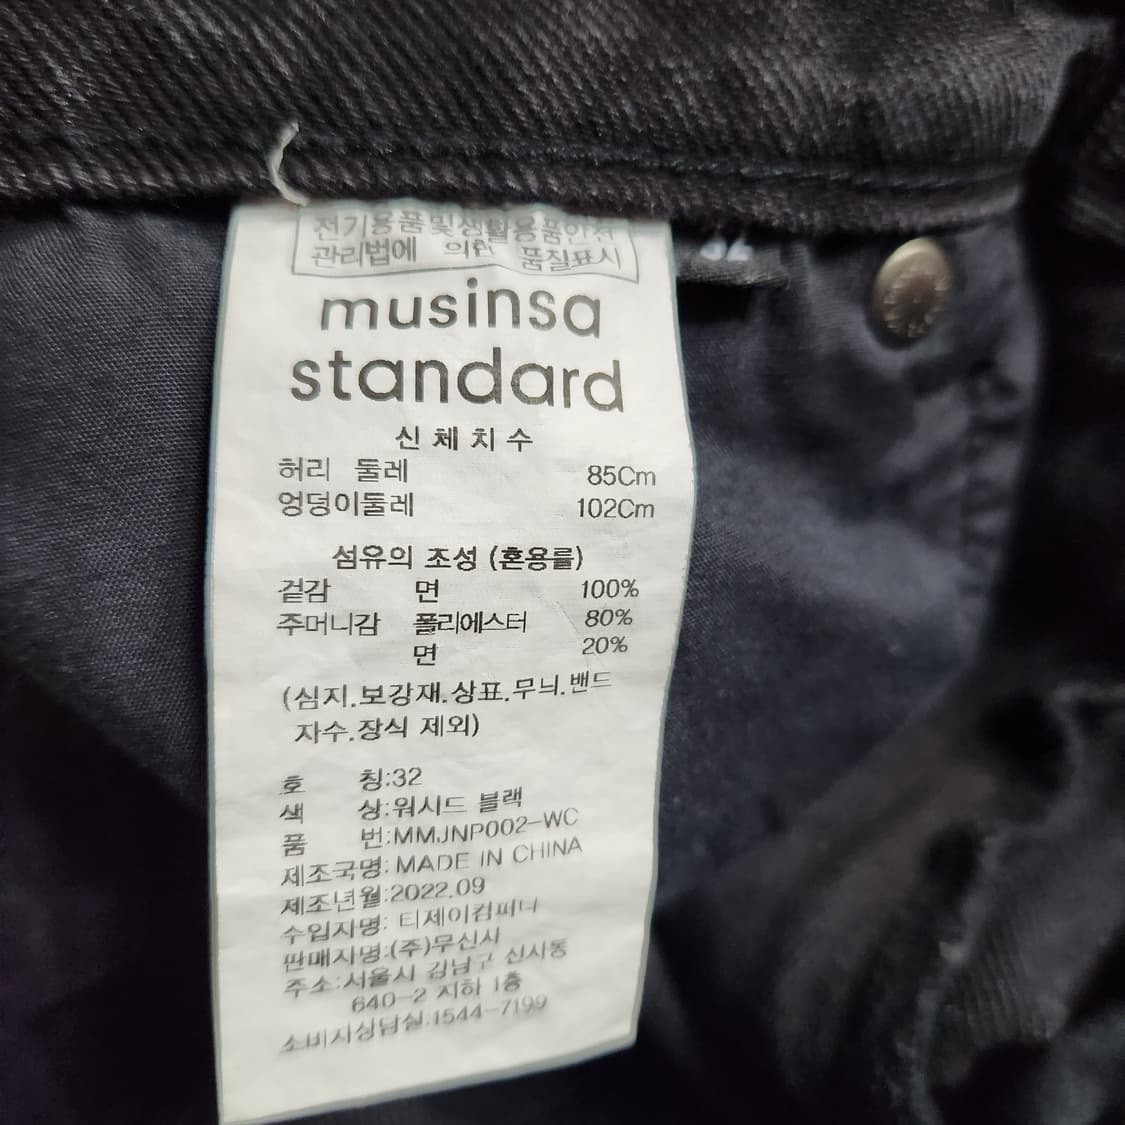 전기용품및생활용품안전
관리법에 의한 품질표시
musinsa
standard
신체치수
허리 둘레 85Cm
엉덩이둘레 102Cm
섬유의 조성 (혼용률)
겉감 면 100%
주머니감 폴리에스터 80%
면 20%
(심지.보강재.상표.무늬.밴드
자수.장식 제외)
호 칭:32
색 상:워시드 블랙
품 번:MMJNP002-WC
제조국명: MADE IN CHINA
제조년월:2022.09
수입자명: 티제이컴퍼니
판매자명:(주)무신사
주소:서울시 강남구 신사동
640-2 지하 1층
소비자상담실:1544-7199
32